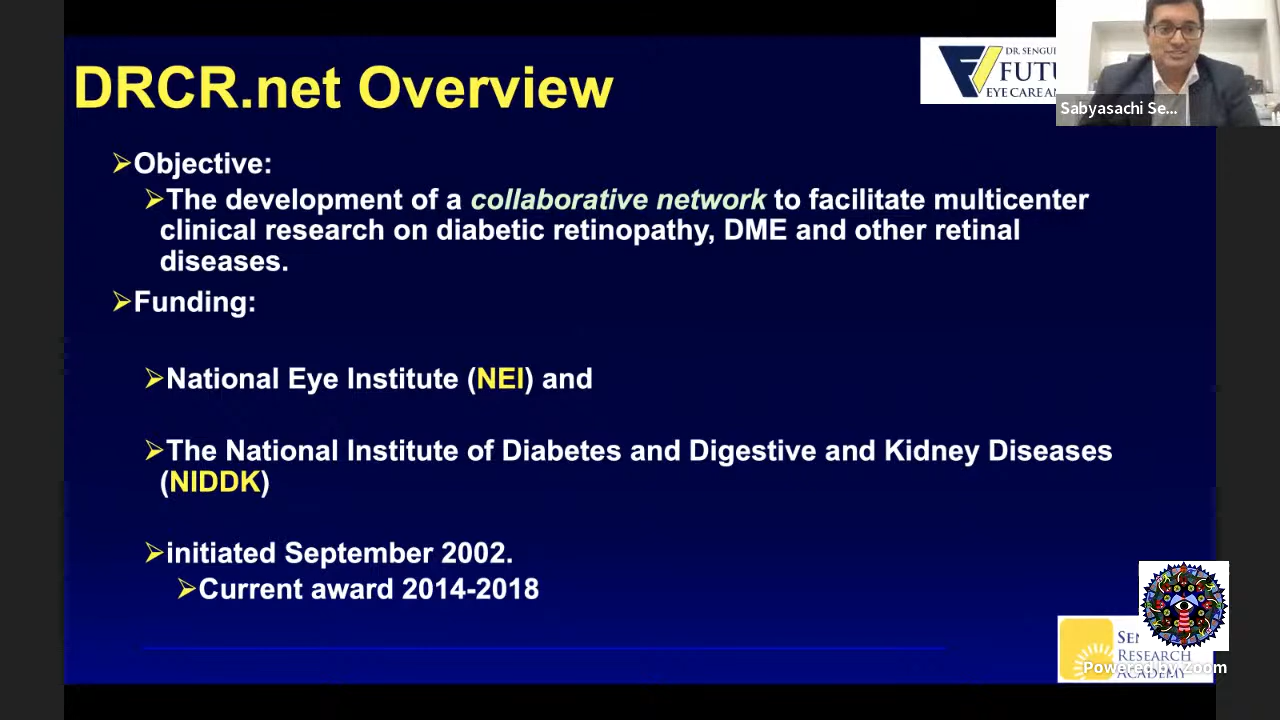 DRCR.net Overview
DR SENGU
FUTU
EYE CARE AN
Sabyasachi Se...
➢Objective:
➢The development of a collaborative network to facilitate multicenter
clinical research on diabetic retinopathy, DME and other retinal
diseases.
➢Funding:
➢National Eye Institute (NEI) and
➢The National Institute of Diabetes and Digestive and Kidney Diseases
(NIDDK)
➢initiated September 2002.
➢Current award 2014-2018
SEN
RESEARCH
ACADEMY
Powered by zoom